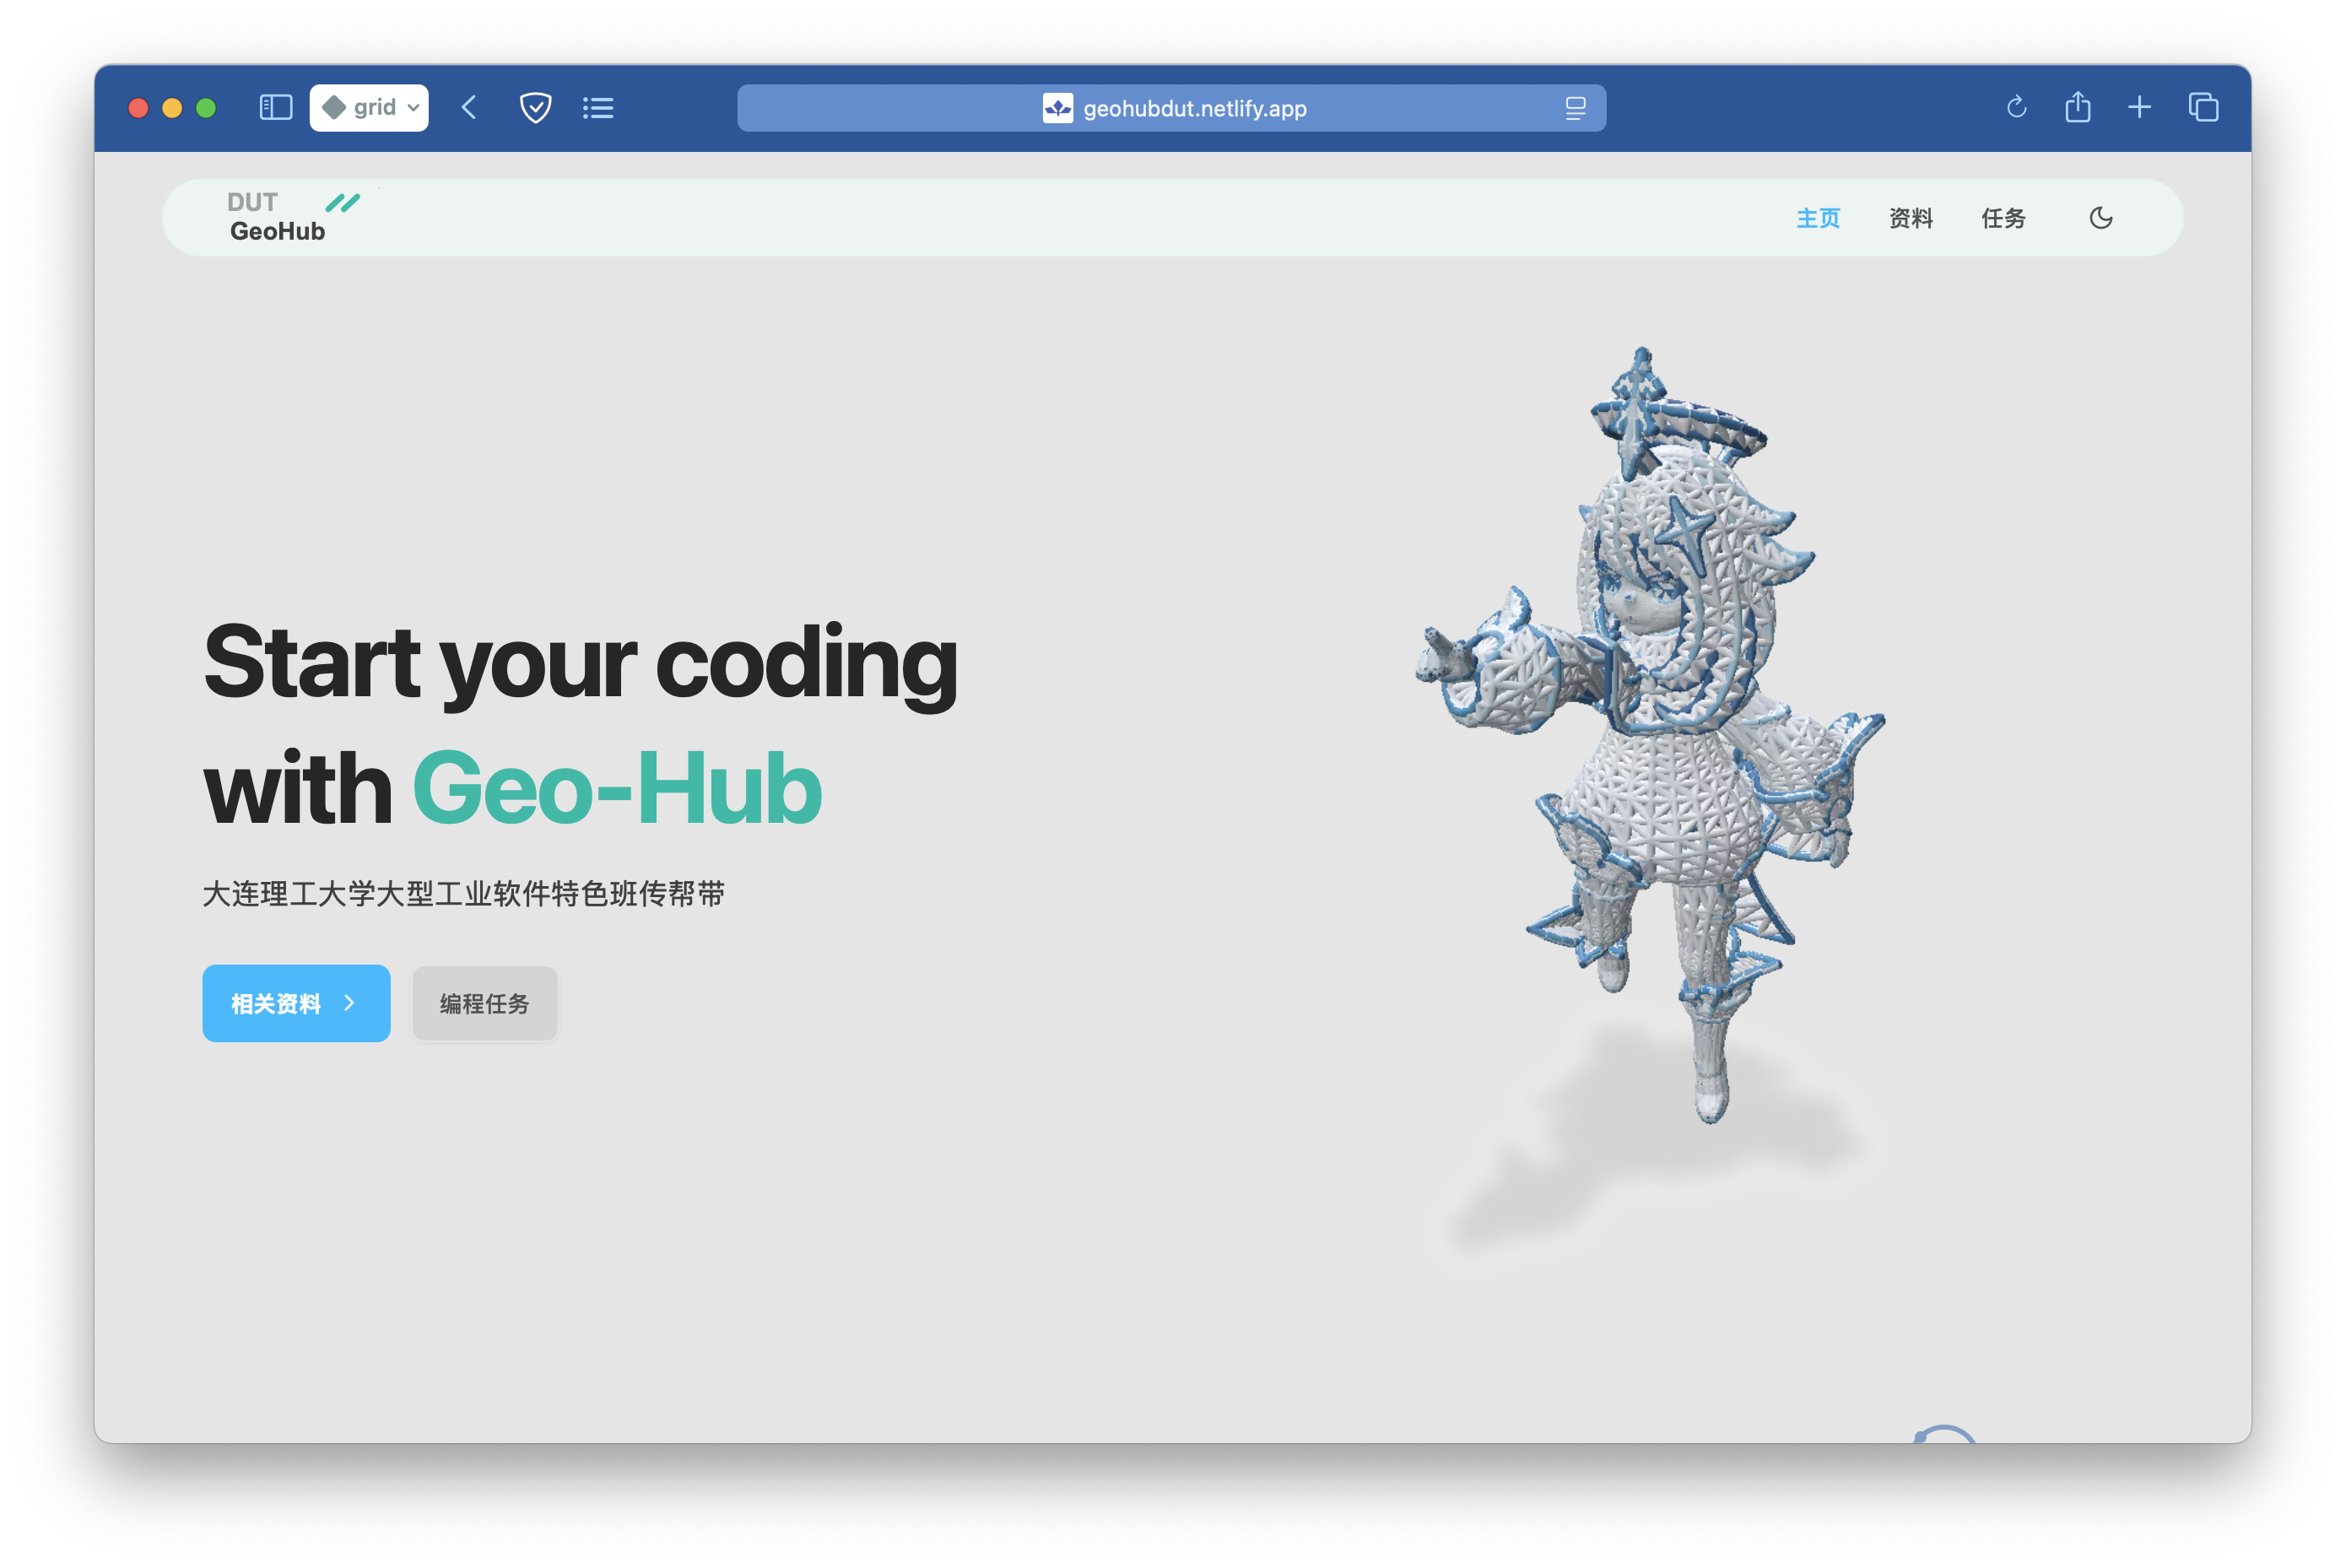 grid
geohubdut.netlify.app
DUT
GeoHub
主页 资料 任务
Start your coding
with Geo-Hub
大连理工大学大型工业软件特色班传帮带
相关资料
编程任务